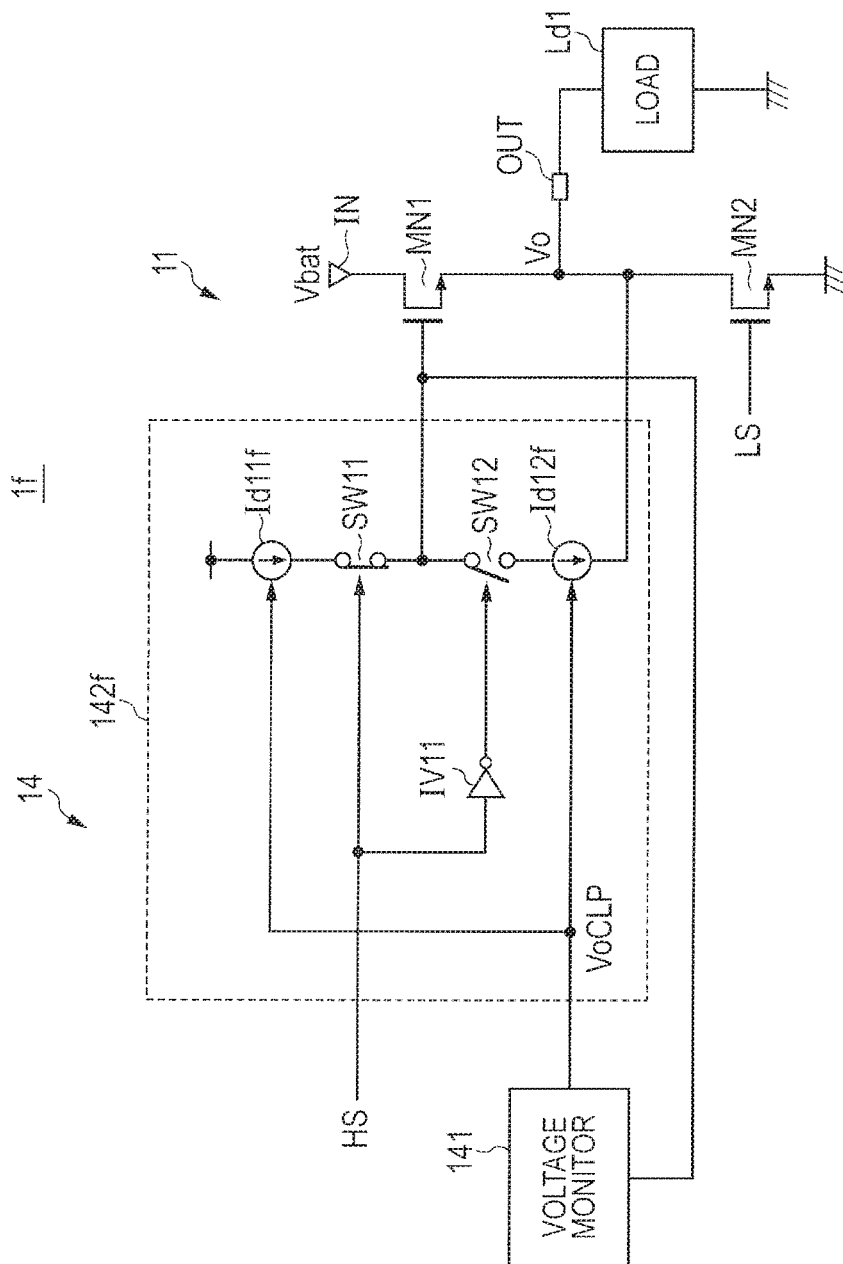 1f
14
11
142f
Vbat
IN
Id11f
SW11
MN1
Vo
OUT
Ld1
LOAD
HS
IV11
SW12
Id12f
VoCLP
LS
MN2
141
VOLTAGE
MONITOR